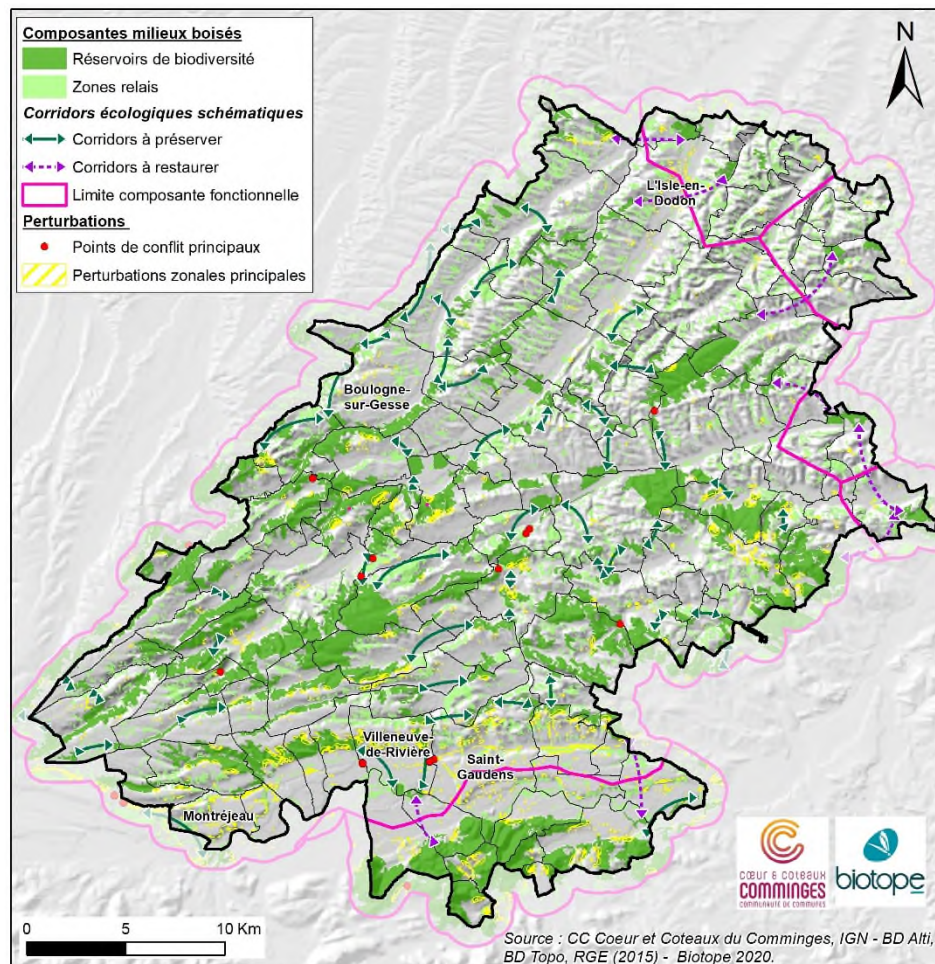 Composantes milieux boisés
Réservoirs de biodiversité
Zones relais
Corridors écologiques schématiques
Corridors à préserver
Corridors à restaurer
Limite composante fonctionnelle
Perturbations
Points de conflit principaux
Perturbations zonales principales
N
L'Isle-en-
Dodon
Boulogne-
sur-Gesse
Villeneuve-
de-Rivière
Saint-
Gaudens
Montréjeau
CŒUR & COTEAUX
COMMINGES
COMMUNAUTÉ DE COMMUNES
biotope
0 5 10 Km
Source : CC Coeur et Coteaux du Comminges, IGN - BD Alti,
BD Topo, RGE (2015) - Biotope 2020.